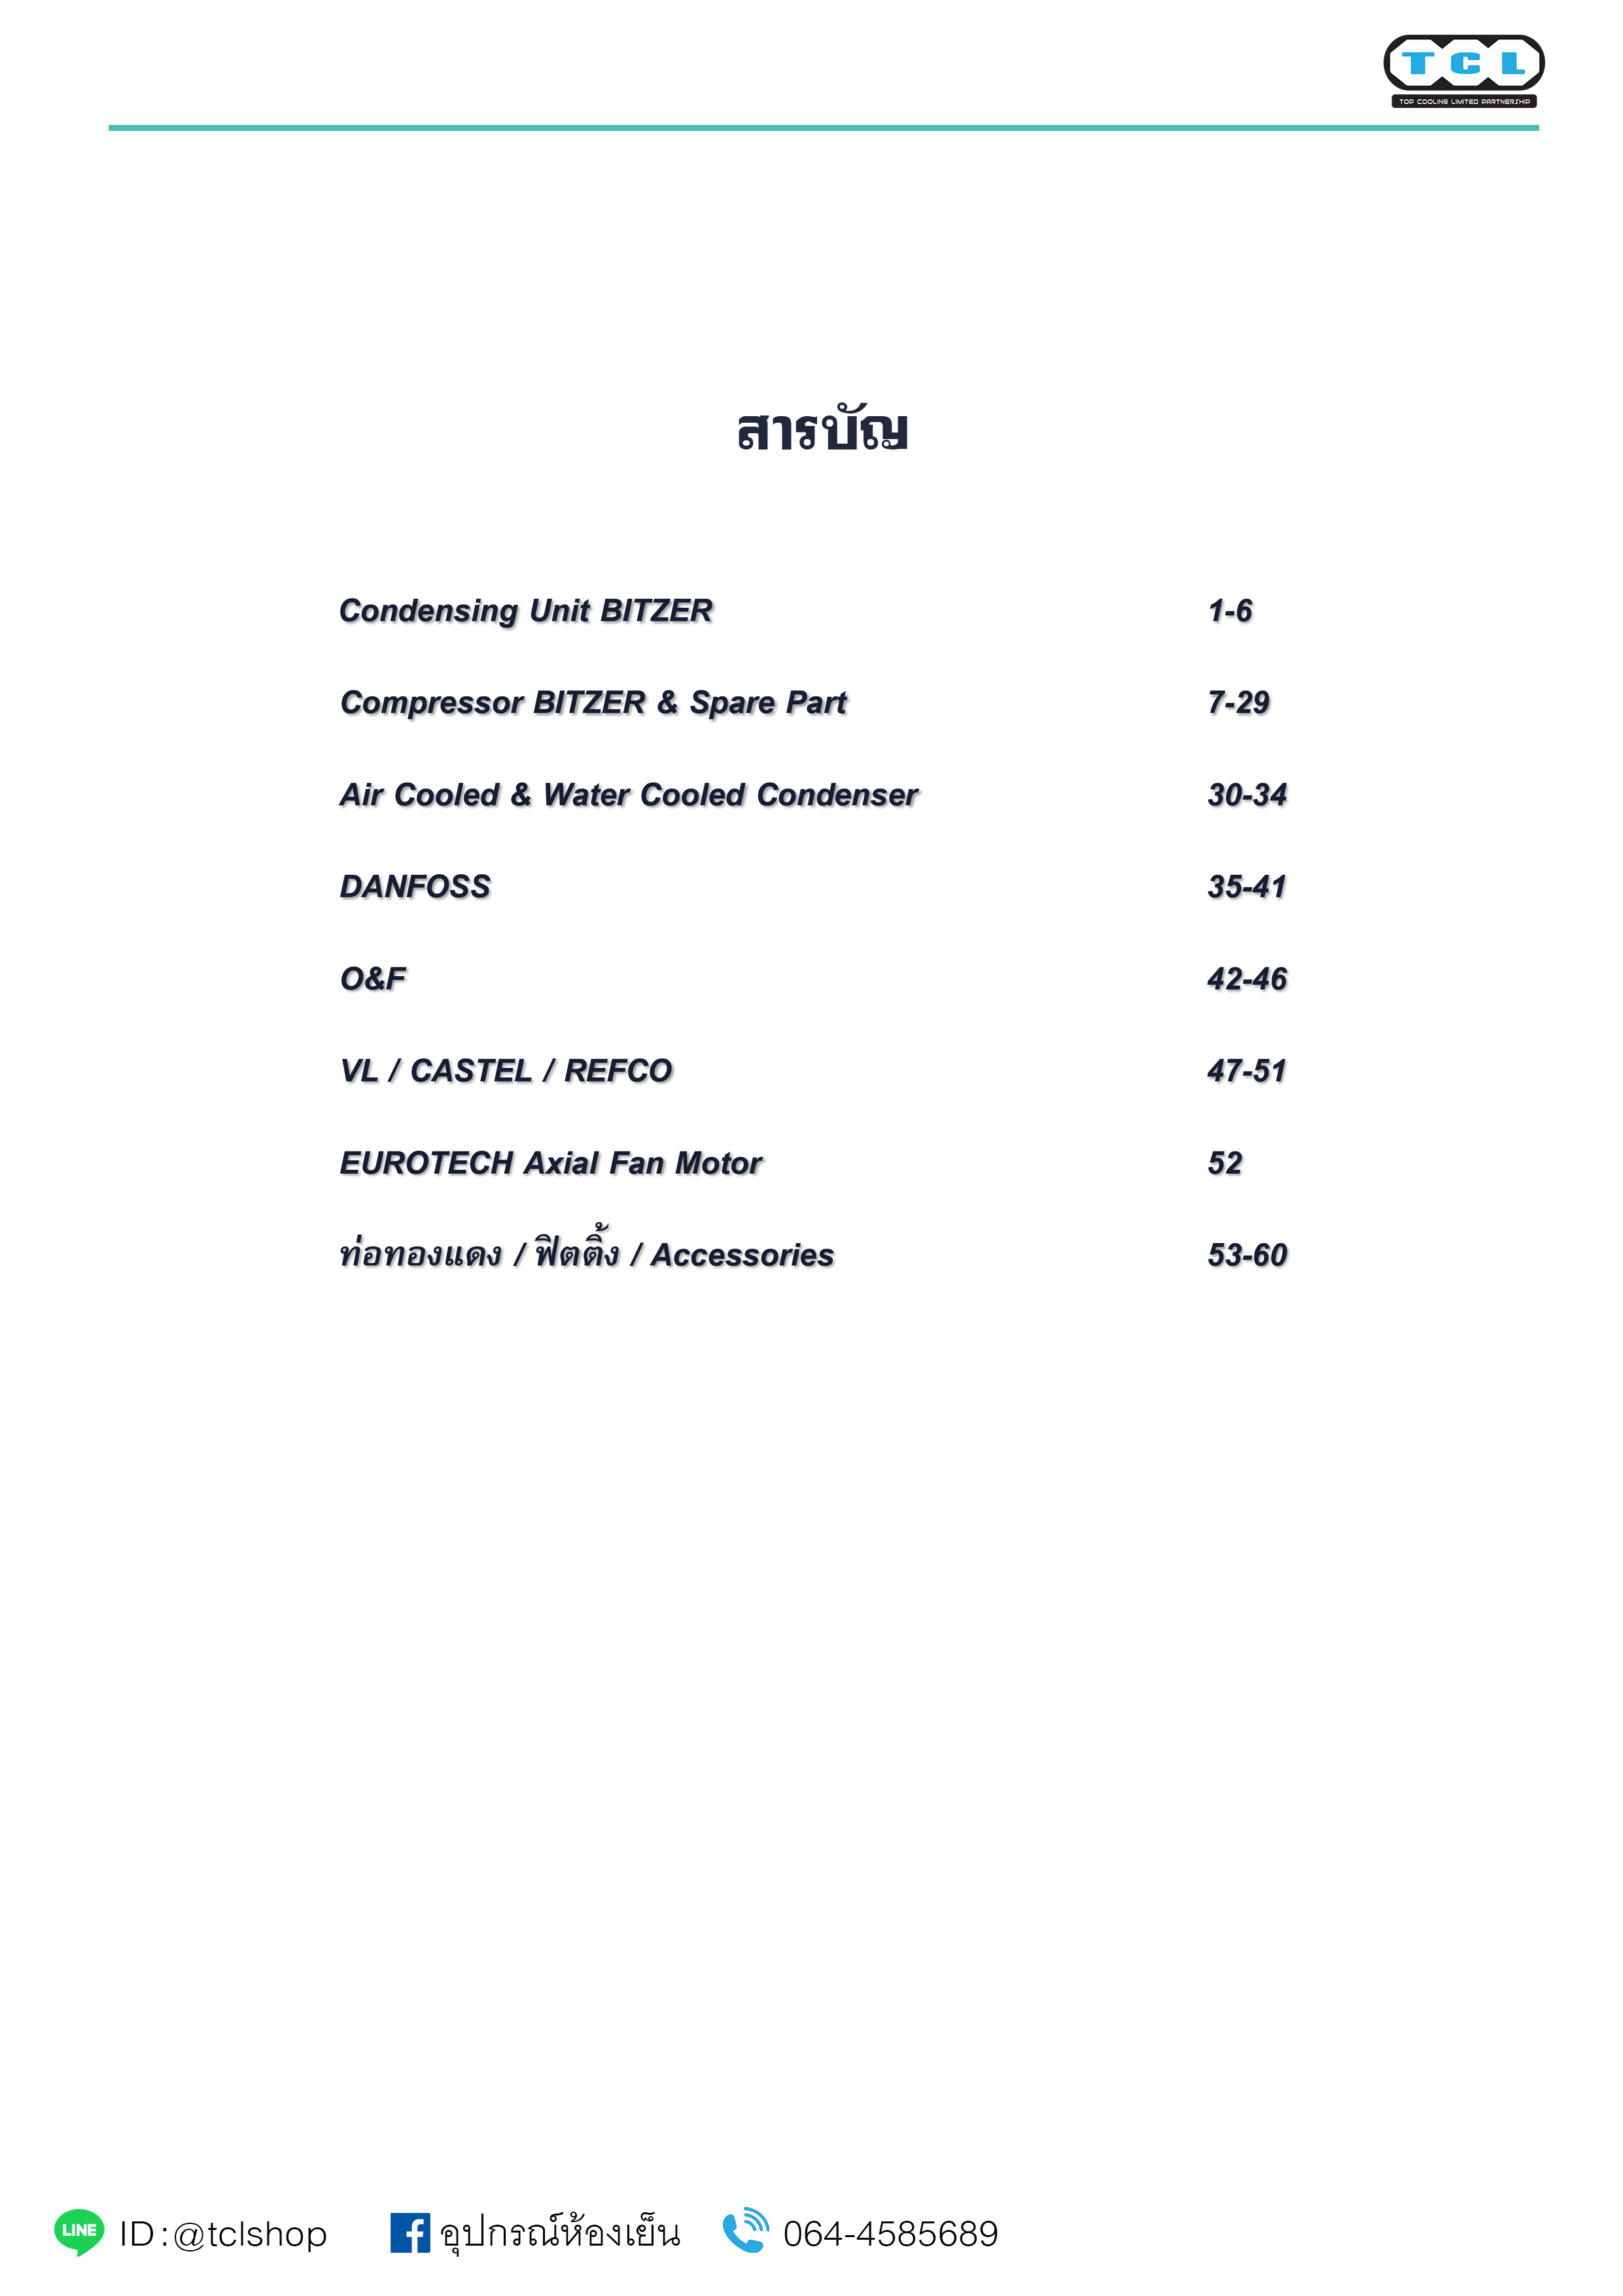 TCL
TOP COOLING LIMITED PARTNERSHIP
สารบัญ
Condensing Unit BITZER 1-6
Compressor BITZER & Spare Part 7-29
Air Cooled & Water Cooled Condenser 30-34
DANFOSS 35-41
O&F 42-46
VL / CASTEL / REFCO 47-51
EUROTECH Axial Fan Motor 52
ท่อทองแดง / ฟิตติ้ง / Accessories 53-60
LINE ID : @tclshop f อุปกรณ์ห้องเย็น 064-4585689